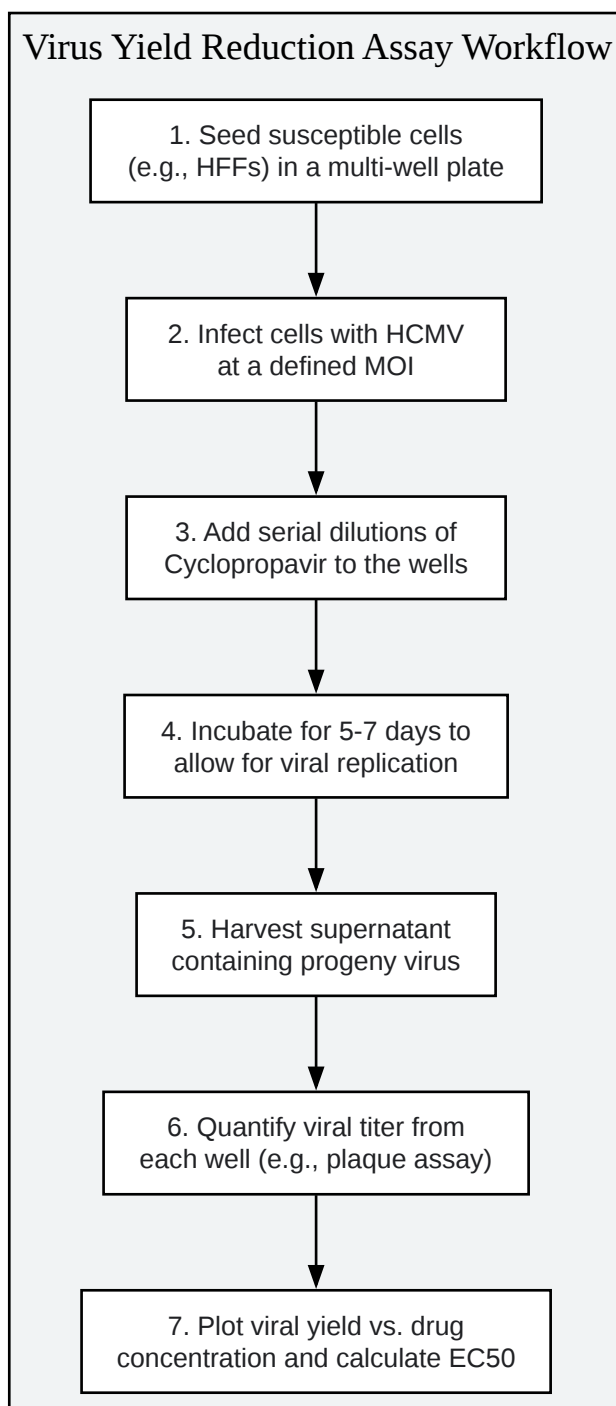 Virus Yield Reduction Assay Workflow
1. Seed susceptible cells
(e.g., HFFs) in a multi-well plate
2. Infect cells with HCMV
at a defined MOI
3. Add serial dilutions of
Cyclopropavir to the wells
4. Incubate for 5-7 days to
allow for viral replication
5. Harvest supernatant
containing progeny virus
6. Quantify viral titer from
each well (e.g., plaque assay)
7. Plot viral yield vs. drug
concentration and calculate EC50